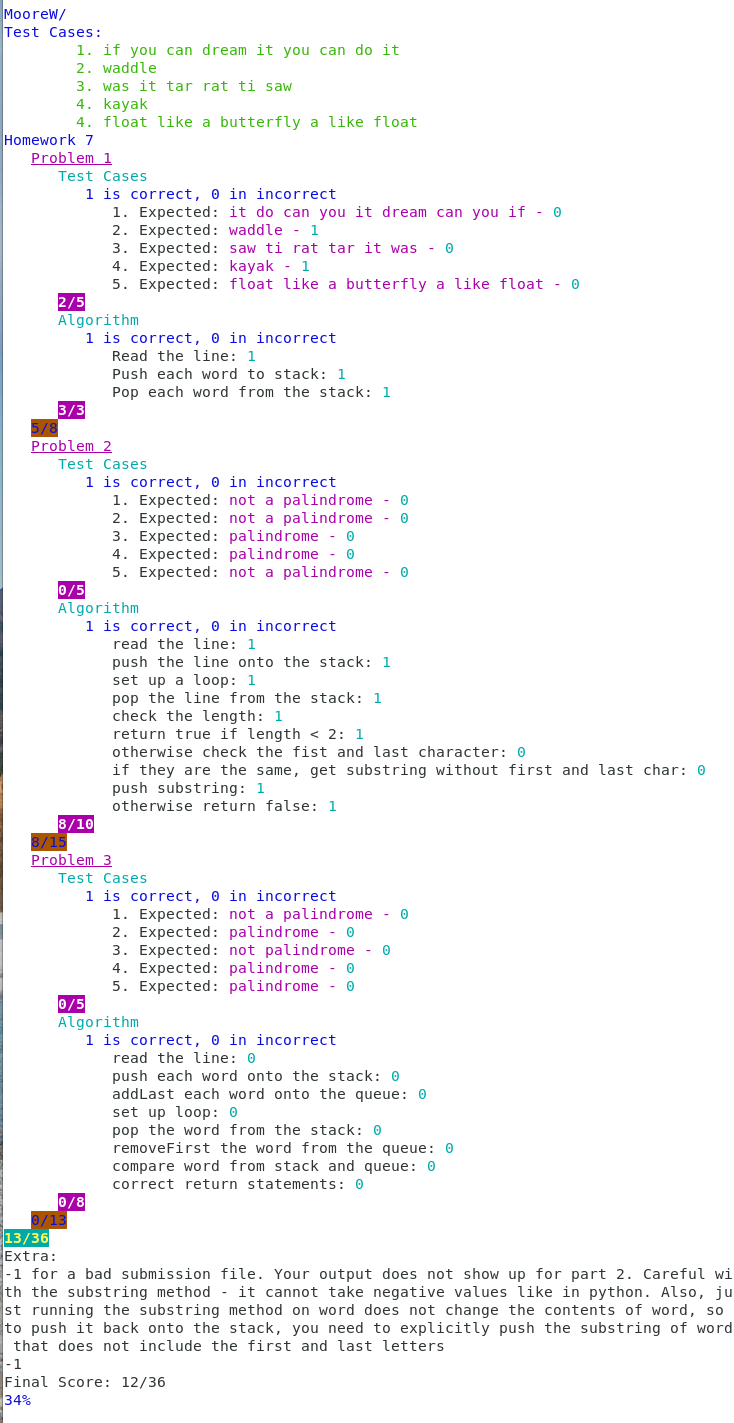 MooreW/
Test Cases:
1. if you can dream it you can do it
2. waddle
3. was it tar rat ti saw
4. kayak
4. float like a butterfly a like float
Homework 7
Problem 1
Test Cases
1 is correct, 0 in incorrect
1. Expected: it do can you it dream can you if - 0
2. Expected: waddle - 1
3. Expected: saw ti rat tar it was - 0
4. Expected: kayak - 1
5. Expected: float like a butterfly a like float - 0
2/5
Algorithm
1 is correct, 0 in incorrect
Read the line: 1
Push each word to stack: 1
Pop each word from the stack: 1
3/3
5/8
Problem 2
Test Cases
1 is correct, 0 in incorrect
1. Expected: not a palindrome - 0
2. Expected: not a palindrome - 0
3. Expected: palindrome - 0
4. Expected: palindrome - 0
5. Expected: not a palindrome - 0
0/5
Algorithm
1 is correct, 0 in incorrect
read the line: 1
push the line onto the stack: 1
set up a loop: 1
pop the line from the stack: 1
check the length: 1
return true if length < 2: 1
otherwise check the fist and last character: 0
if they are the same, get substring without first and last char: 0
push substring: 1
otherwise return false: 1
8/10
8/15
Problem 3
Test Cases
1 is correct, 0 in incorrect
1. Expected: not a palindrome - 0
2. Expected: palindrome - 0
3. Expected: not palindrome - 0
4. Expected: palindrome - 0
5. Expected: palindrome - 0
0/5
Algorithm
1 is correct, 0 in incorrect
read the line: 0
push each word onto the stack: 0
addLast each word onto the queue: 0
set up loop: 0
pop the word from the stack: 0
removeFirst the word from the queue: 0
compare word from stack and queue: 0
correct return statements: 0
0/8
0/13
13/36
Extra:
-1 for a bad submission file. Your output does not show up for part 2. Careful wi
th the substring method - it cannot take negative values like in python. Also, ju
st running the substring method on word does not change the contents of word, so
to push it back onto the stack, you need to explicitly push the substring of word
that does not include the first and last letters
-1
Final Score: 12/36
34%